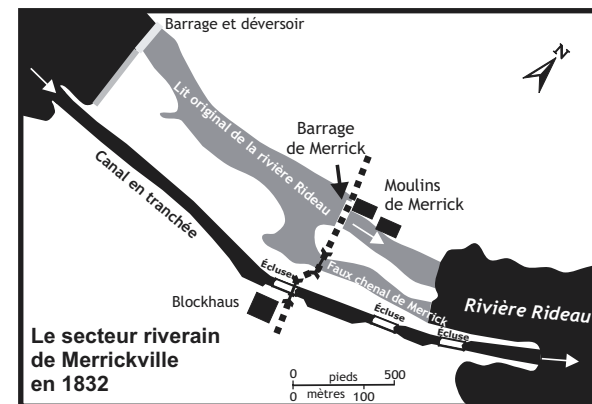 Barrage et déversoir
N
Lit original de la rivière Rideau
Barrage
de Merrick
Canal en tranchée
Moulins
de Merrick
Écluse
Faux chenal de Merrick
Blockhaus
Rivière Rideau
Écluse
Écluse
Le secteur riverain
de Merrickville
en 1832
0 pieds 500
0 mètres 100